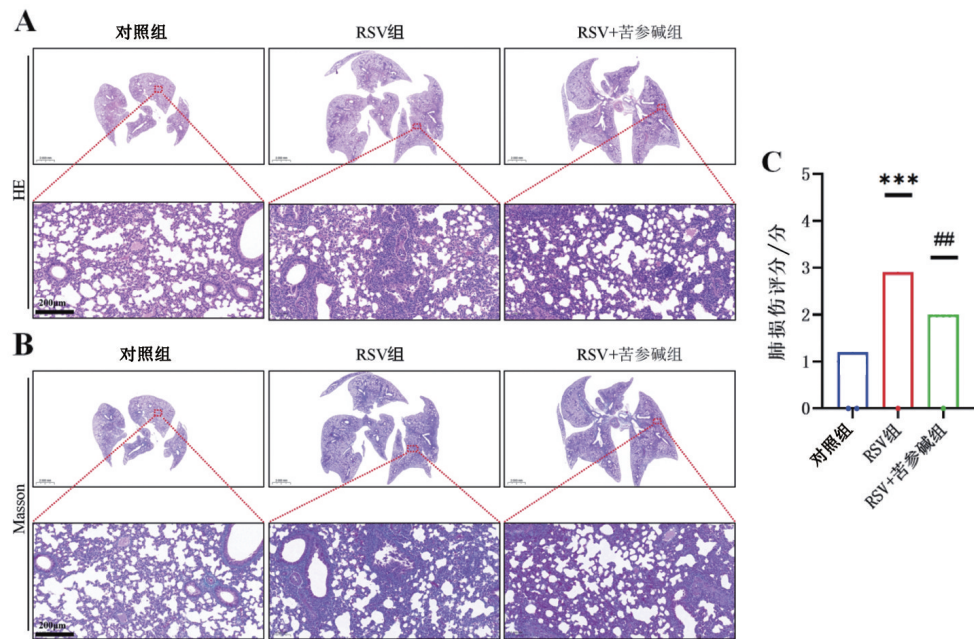 A
对照组
RSV组
RSV+苦参碱组
HE
200μm
B
对照组
RSV组
RSV+苦参碱组
Masson
200μm
C
肺损伤评分/分
5
4
3
2
1
0
***
##
对照组
RSV组
RSV+苦参碱组